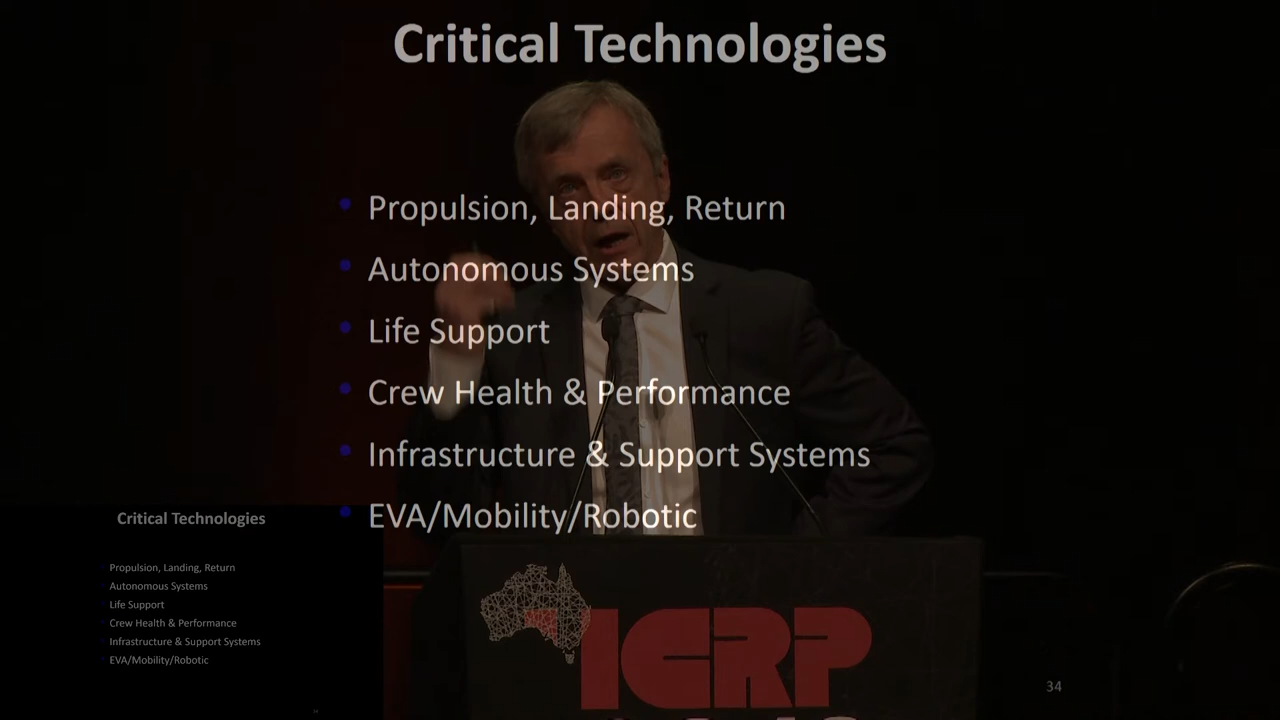 Critical Technologies
Propulsion, Landing, Return
Autonomous Systems
Life Support
Crew Health & Performance
Infrastructure & Support Systems
EVA/Mobility/Robotic
Critical Technologies
Propulsion, Landing, Return
Autonomous Systems
Life Support
Crew Health & Performance
Infrastructure & Support Systems
EVA/Mobility/Robotic
ICRP
34